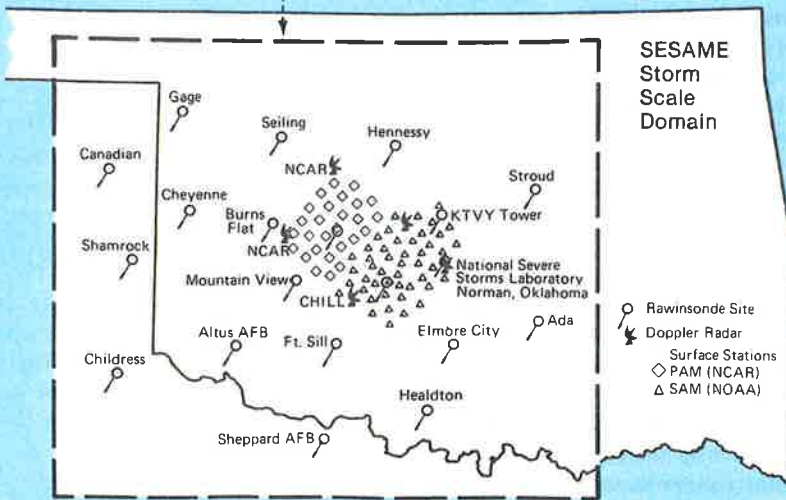 SESAME
Storm
Scale
Domain
Gage
Seiling
Hennessy
Canadian
NCAR
Stroud
Cheyenne
Burns
Flat
KTVY Tower
Shamrock
NCAR
National Severe
Storms Laboratory
Norman, Oklahoma
Mountain View
CHILL
Rawinsonde Site
Doppler Radar
Surface Stations
PAM (NCAR)
SAM (NOAA)
Altus AFB
Ft. Sill
Elmore City
Ada
Childress
Healdton
Sheppard AFB